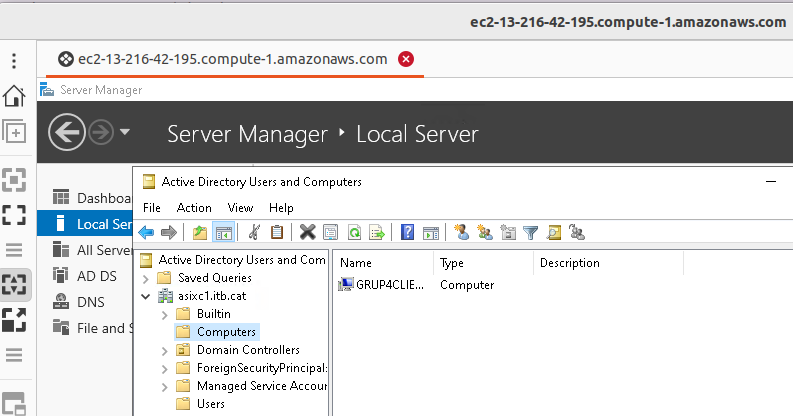 ec2-13-216-42-195.compute-1.amazonaws.com
ec2-13-216-42-195.compute-1.amazonaws.com
Server Manager
Server Manager ‣ Local Server
Active Directory Users and Computers
File Action View Help
Dashboa
Local Ser
All Server
AD DS
DNS
File and S
Active Directory Users and Com
Saved Queries
asixc1.itb.cat
Builtin
Computers
Domain Controllers
ForeignSecurityPrincipal:
Managed Service Accour
Users
Name Type Description
GRUP4CLIE... Computer